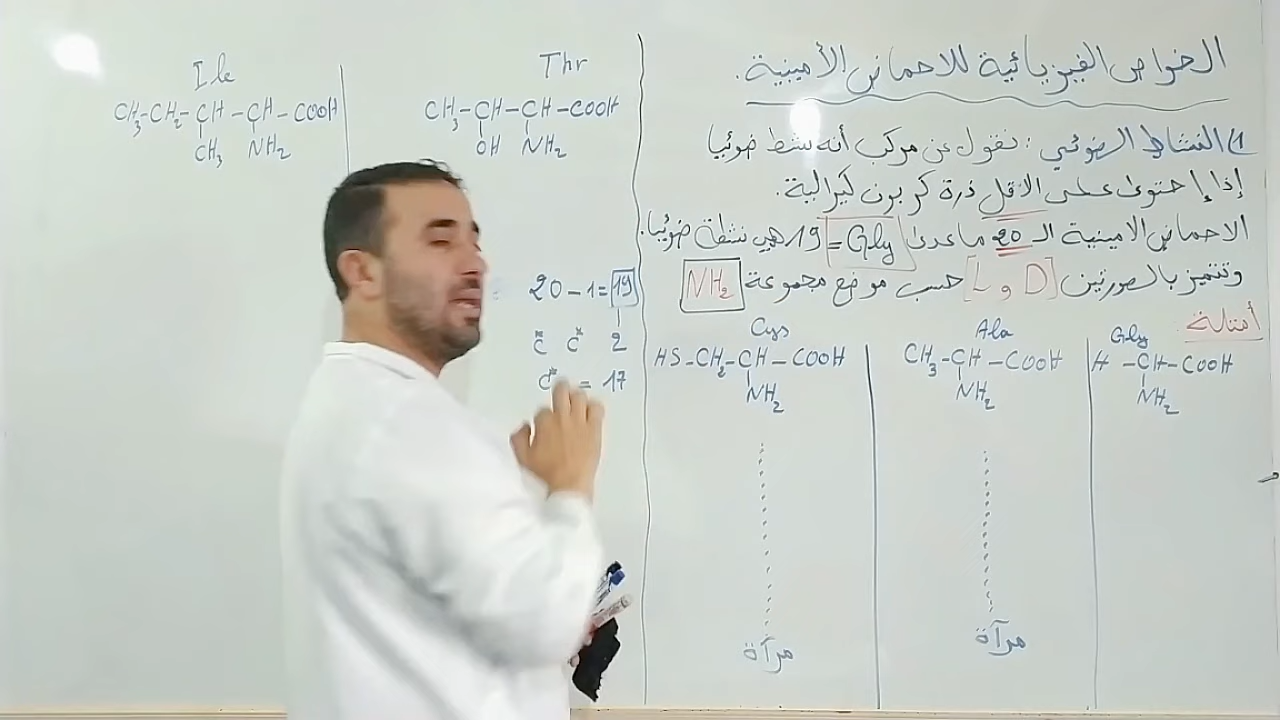 الخواص الفيزيائية للاحماض الأمينية.
1) النشاط الضوئي : نقول عن مركب أنه نشط ضوئيا
إذا إحتوى على الاقل ذرة كربون كيرالية.
الاحماض الامينية الـ 20 ماعدى Gly = 19 هي نشطة ضوئيا.
وتتميز بالصورتين [L و D] حسب موضع مجموعة NH₂
أمثلة:
Gly
H - CH - COOH
NH₂
Ala
CH₃ - CH - COOH
NH₂
مرآة
Cys
HS - CH₂ - CH - COOH
NH₂
مرآة
Thr
CH₃ - CH - CH - COOH
OH NH₂
Ile
CH₃ - CH₂ - CH - CH - COOH
CH₃ NH₂
20 - 1 = 19
C* C* 2
C* = 17